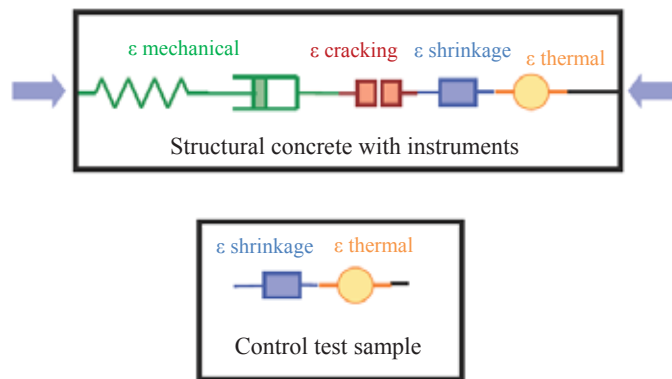 ε mechanical
ε cracking
ε shrinkage
ε thermal
Structural concrete with instruments
ε shrinkage
ε thermal
Control test sample